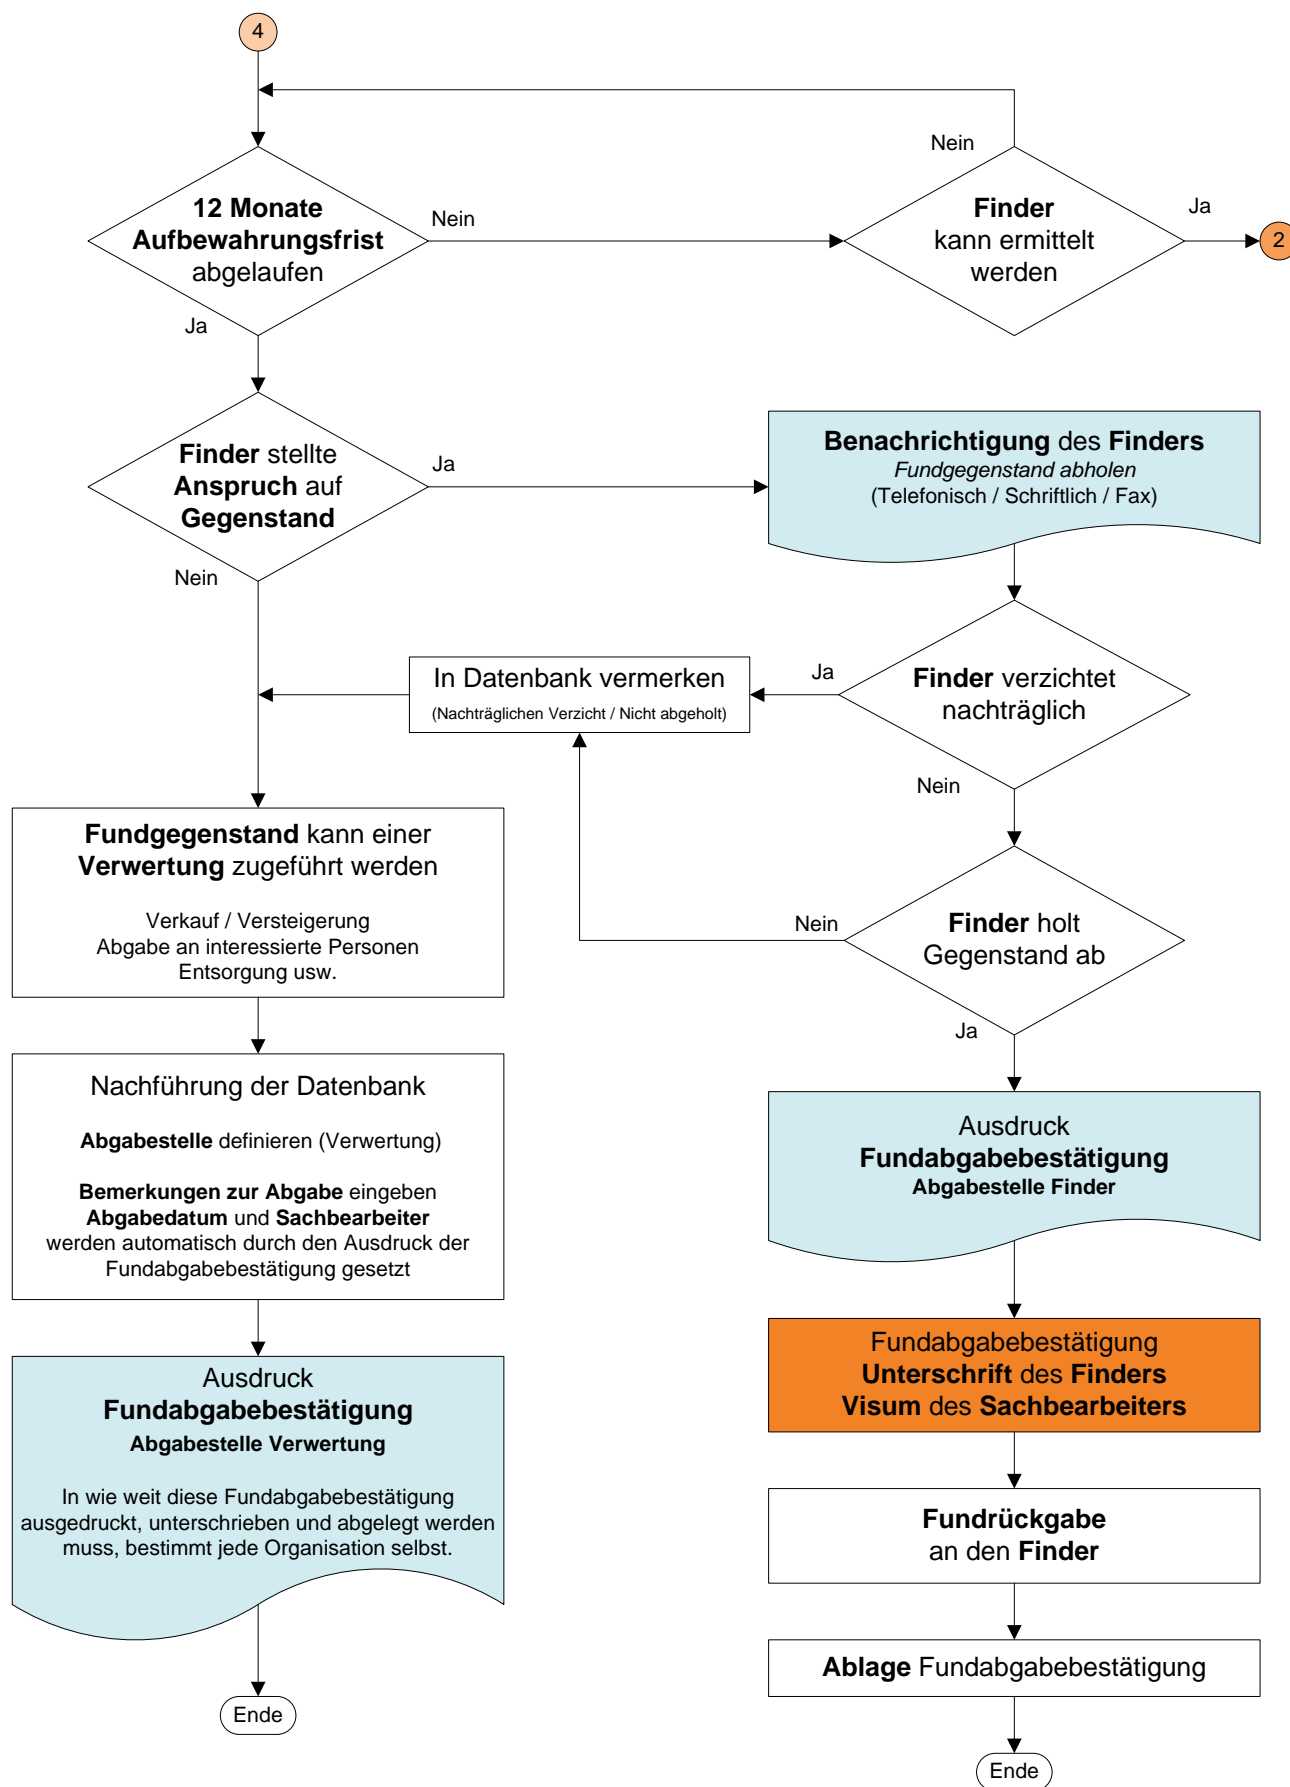 4
Nein
12 Monate
Aufbewahrungsfrist
abgelaufen
Nein
Finder
kann ermittelt
werden
Ja
2
Ja
Finder stellte
Anspruch auf
Gegenstand
Ja
Benachrichtigung des Finders
Fundgegenstand abholen
(Telefonisch / Schriftlich / Fax)
Nein
In Datenbank vermerken
(Nachträglichen Verzicht / Nicht abgeholt)
Ja
Finder verzichtet
nachträglich
Nein
Fundgegenstand kann einer
Verwertung zugeführt werden
Verkauf / Versteigerung
Abgabe an interessierte Personen
Entsorgung usw.
Nein
Finder holt
Gegenstand ab
Ja
Nachführung der Datenbank
Abgabestelle definieren (Verwertung)
Bemerkungen zur Abgabe eingeben
Abgabedatum und Sachbearbeiter
werden automatisch durch den Ausdruck der
Fundabgabebestätigung gesetzt
Ausdruck
Fundabgabebestätigung
Abgabestelle Finder
Ausdruck
Fundabgabebestätigung
Abgabestelle Verwertung
In wie weit diese Fundabgabebestätigung
ausgedruckt, unterschrieben und abgelegt werden
muss, bestimmt jede Organisation selbst.
Fundabgabebestätigung
Unterschrift des Finders
Visum des Sachbearbeiters
Fundrückgabe
an den Finder
Ablage Fundabgabebestätigung
Ende
Ende